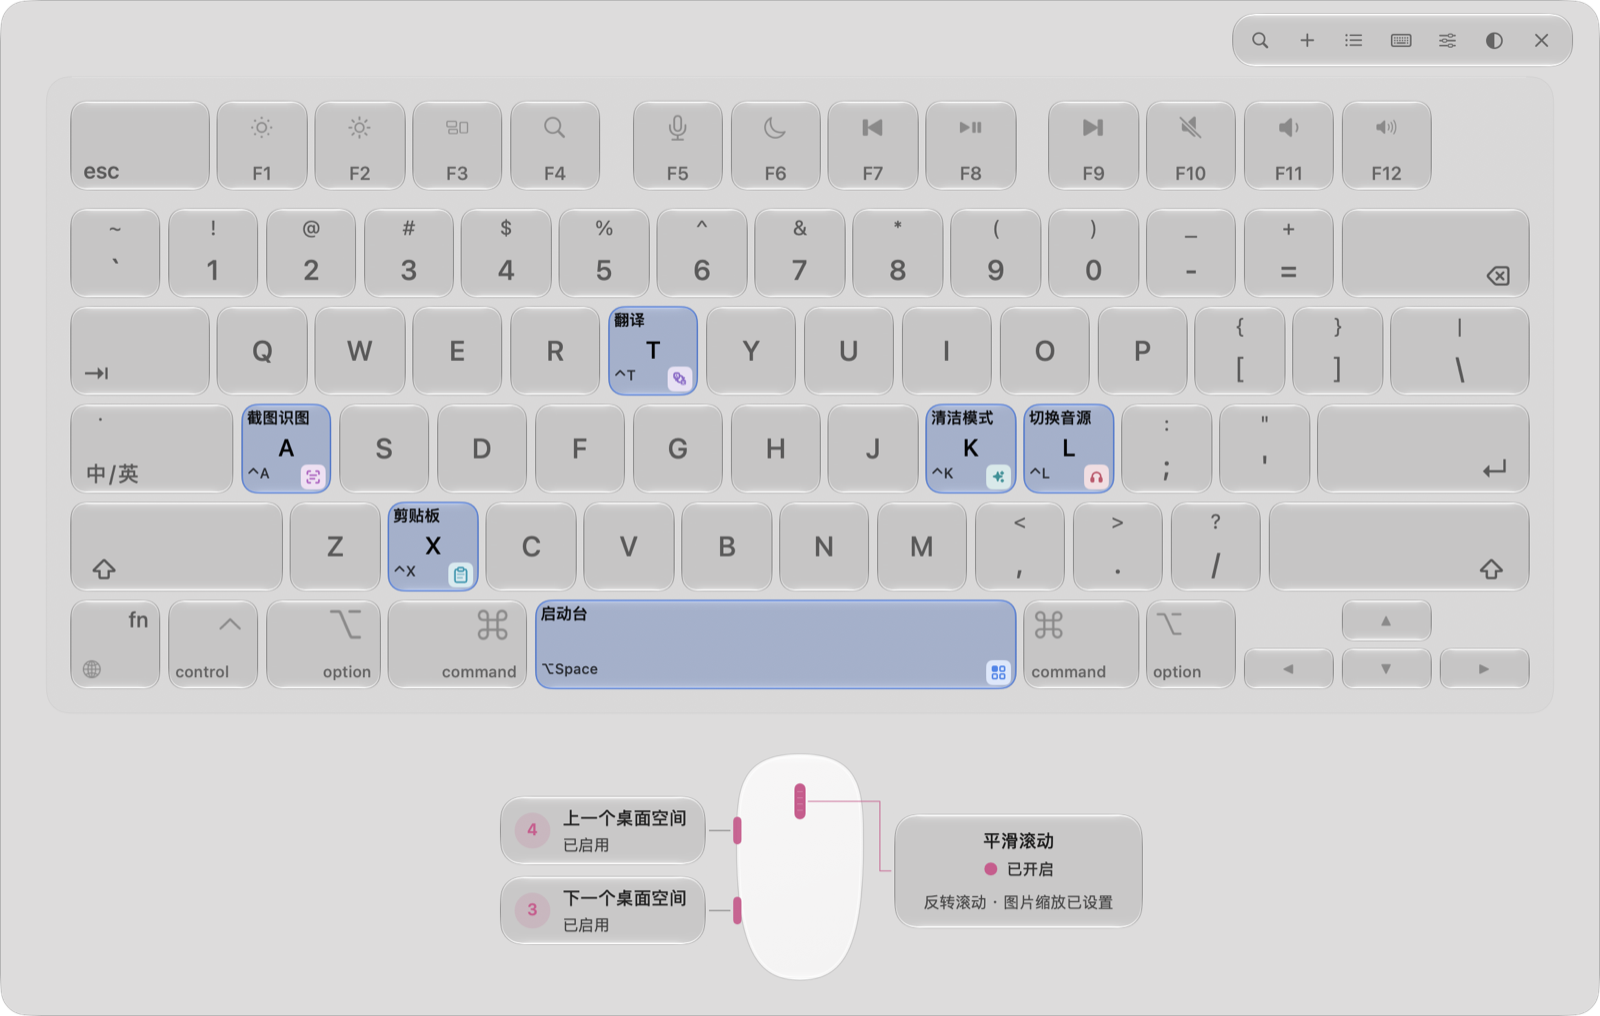 esc
F1
F2
F3
F4
F5
F6
F7
F8
F9
F10
F11
F12
~
`
!
1
@
2
#
3
$
4
%
5
^
6
&
7
*
8
(
9
)
0
_
-
+
=
Q
W
E
R
翻译
T
^T
Y
U
I
O
P
{
[
}
]
|
\
·
中/英
截图识图
A
^A
S
D
F
G
H
J
清洁模式
K
^K
切换音源
L
^L
:
;
"
'
Z
剪贴板
X
^X
C
V
B
N
M
<
,
>
.
?
/
fn
control
⌥
option
⌘
command
启动台
⌥Space
⌘
command
⌥
option
4
上一个桌面空间
已启用
3
下一个桌面空间
已启用
平滑滚动
已开启
反转滚动 · 图片缩放已设置